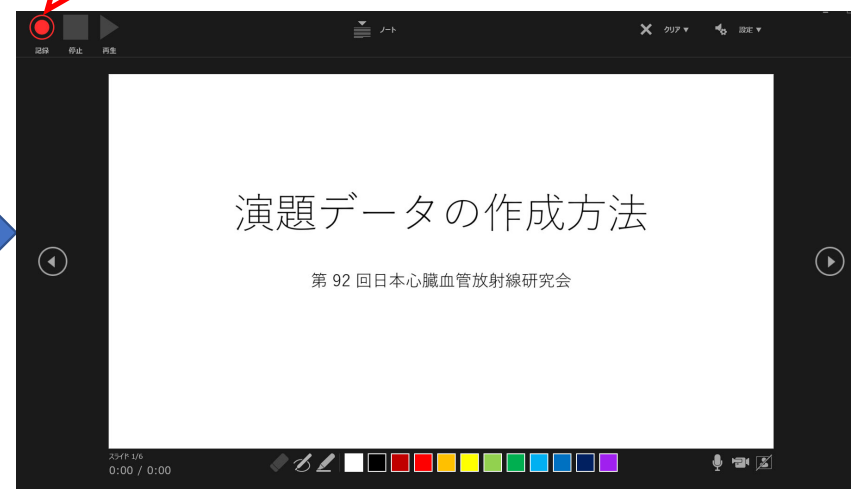 記録 停止 再生
ノート
クリア ▼ 設定 ▼
演題データの作成方法
第 92 回日本心臓血管放射線研究会
スライド 1/6
0:00 / 0:00